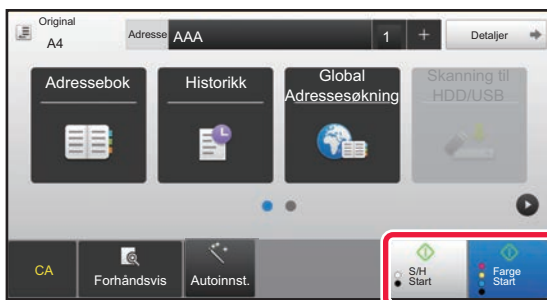 Original
A4
Adresse AAA 1 + Detaljer
Adressebok
Historikk
Global
Adressesøkning
Skanning til
HDD/USB
CA
Forhåndsvis
Autoinnst.
S/H
Start
Farge
Start